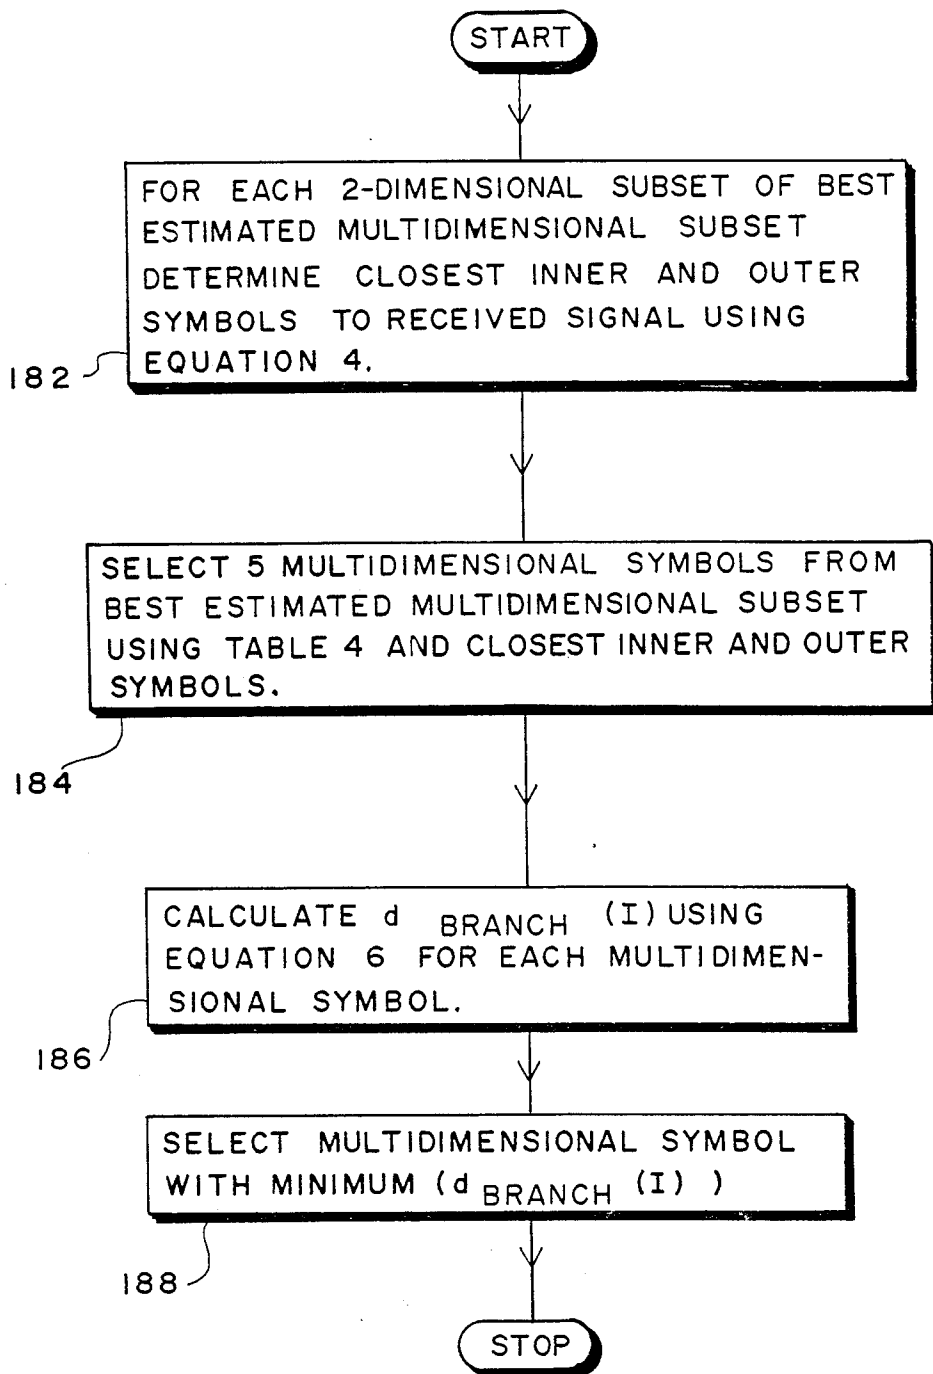 START
FOR EACH 2-DIMENSIONAL SUBSET OF BEST
ESTIMATED MULTIDIMENSIONAL SUBSET
DETERMINE CLOSEST INNER AND OUTER
SYMBOLS TO RECEIVED SIGNAL USING
EQUATION 4.
182
SELECT 5 MULTIDIMENSIONAL SYMBOLS FROM
BEST ESTIMATED MULTIDIMENSIONAL SUBSET
USING TABLE 4 AND CLOSEST INNER AND OUTER
SYMBOLS.
184
CALCULATE d BRANCH (I) USING
EQUATION 6 FOR EACH MULTIDIMEN-
SIONAL SYMBOL.
186
SELECT MULTIDIMENSIONAL SYMBOL
WITH MINIMUM (d BRANCH (I) )
188
STOP